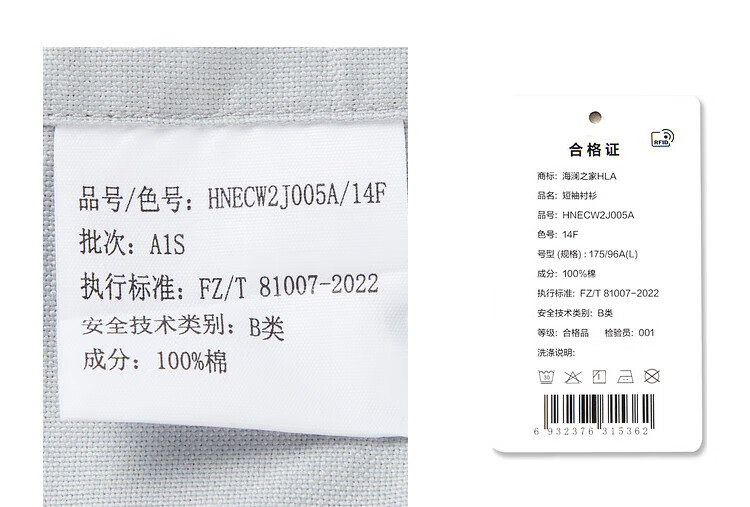 品号/色号: HNECW2J005A/14F
批次: A1S
执行标准: FZ/T 81007-2022
安全技术类别: B类
成分: 100%棉
RFID
合格证
商标: 海澜之家HLA
品名: 短袖衬衫
品号: HNECW2J005A
色号: 14F
号型 (规格) : 175/96A(L)
成分: 100%棉
执行标准: FZ/T 81007-2022
安全技术类别: B类
等级: 合格品 检验员: 001
洗涤说明:
30
6 932376 315362